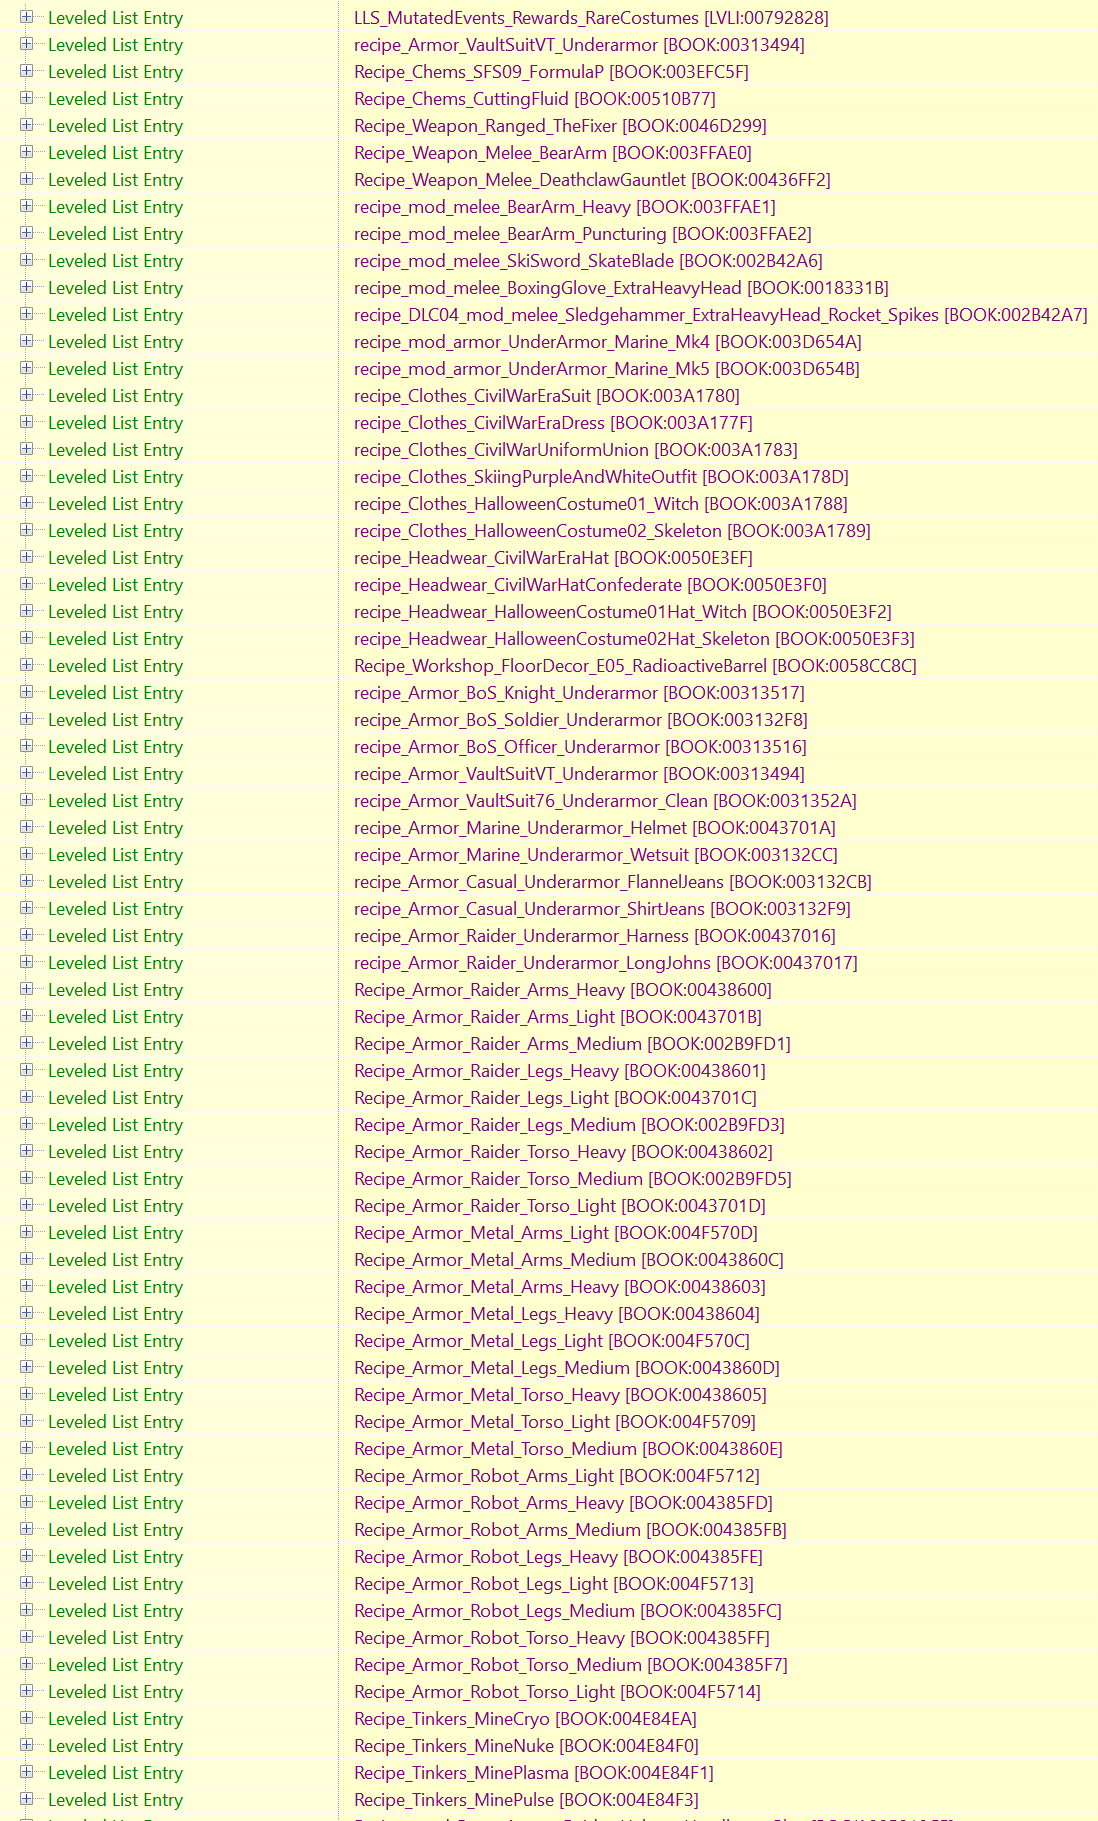 Leveled List Entry LLS_MutatedEvents_Rewards_RareCostumes [LVLI:00792828]
Leveled List Entry recipe_Armor_VaultSuitVT_Underarmor [BOOK:00313494]
Leveled List Entry Recipe_Chems_SFS09_FormulaP [BOOK:003EFC5F]
Leveled List Entry Recipe_Chems_CuttingFluid [BOOK:00510B77]
Leveled List Entry Recipe_Weapon_Ranged_TheFixer [BOOK:0046D299]
Leveled List Entry Recipe_Weapon_Melee_BearArm [BOOK:003FFAE0]
Leveled List Entry Recipe_Weapon_Melee_DeathclawGauntlet [BOOK:00436FF2]
Leveled List Entry recipe_mod_melee_BearArm_Heavy [BOOK:003FFAE1]
Leveled List Entry recipe_mod_melee_BearArm_Puncturing [BOOK:003FFAE2]
Leveled List Entry recipe_mod_melee_SkiSword_SkateBlade [BOOK:002B42A6]
Leveled List Entry recipe_mod_melee_BoxingGlove_ExtraHeavyHead [BOOK:0018331B]
Leveled List Entry recipe_DLC04_mod_melee_Sledgehammer_ExtraHeavyHead_Rocket_Spikes [BOOK:002B42A7]
Leveled List Entry recipe_mod_armor_UnderArmor_Marine_Mk4 [BOOK:003D654A]
Leveled List Entry recipe_mod_armor_UnderArmor_Marine_Mk5 [BOOK:003D654B]
Leveled List Entry recipe_Clothes_CivilWarEraSuit [BOOK:003A1780]
Leveled List Entry recipe_Clothes_CivilWarEraDress [BOOK:003A177F]
Leveled List Entry recipe_Clothes_CivilWarUniformUnion [BOOK:003A1783]
Leveled List Entry recipe_Clothes_SkiingPurpleAndWhiteOutfit [BOOK:003A178D]
Leveled List Entry recipe_Clothes_HalloweenCostume01_Witch [BOOK:003A1788]
Leveled List Entry recipe_Clothes_HalloweenCostume02_Skeleton [BOOK:003A1789]
Leveled List Entry recipe_Headwear_CivilWarEraHat [BOOK:0050E3EF]
Leveled List Entry recipe_Headwear_CivilWarHatConfederate [BOOK:0050E3F0]
Leveled List Entry recipe_Headwear_HalloweenCostume01Hat_Witch [BOOK:0050E3F2]
Leveled List Entry recipe_Headwear_HalloweenCostume02Hat_Skeleton [BOOK:0050E3F3]
Leveled List Entry Recipe_Workshop_FloorDecor_E05_RadioactiveBarrel [BOOK:0058CC8C]
Leveled List Entry recipe_Armor_BoS_Knight_Underarmor [BOOK:00313517]
Leveled List Entry recipe_Armor_BoS_Soldier_Underarmor [BOOK:003132F8]
Leveled List Entry recipe_Armor_BoS_Officer_Underarmor [BOOK:00313516]
Leveled List Entry recipe_Armor_VaultSuitVT_Underarmor [BOOK:00313494]
Leveled List Entry recipe_Armor_VaultSuit76_Underarmor_Clean [BOOK:0031352A]
Leveled List Entry recipe_Armor_Marine_Underarmor_Helmet [BOOK:0043701A]
Leveled List Entry recipe_Armor_Marine_Underarmor_Wetsuit [BOOK:003132CC]
Leveled List Entry recipe_Armor_Casual_Underarmor_FlannelJeans [BOOK:003132CB]
Leveled List Entry recipe_Armor_Casual_Underarmor_ShirtJeans [BOOK:003132F9]
Leveled List Entry recipe_Armor_Raider_Underarmor_Harness [BOOK:00437016]
Leveled List Entry recipe_Armor_Raider_Underarmor_LongJohns [BOOK:00437017]
Leveled List Entry Recipe_Armor_Raider_Arms_Heavy [BOOK:00438600]
Leveled List Entry Recipe_Armor_Raider_Arms_Light [BOOK:0043701B]
Leveled List Entry Recipe_Armor_Raider_Arms_Medium [BOOK:002B9FD1]
Leveled List Entry Recipe_Armor_Raider_Legs_Heavy [BOOK:00438601]
Leveled List Entry Recipe_Armor_Raider_Legs_Light [BOOK:0043701C]
Leveled List Entry Recipe_Armor_Raider_Legs_Medium [BOOK:002B9FD3]
Leveled List Entry Recipe_Armor_Raider_Torso_Heavy [BOOK:00438602]
Leveled List Entry Recipe_Armor_Raider_Torso_Medium [BOOK:002B9FD5]
Leveled List Entry Recipe_Armor_Raider_Torso_Light [BOOK:0043701D]
Leveled List Entry Recipe_Armor_Metal_Arms_Light [BOOK:004F570D]
Leveled List Entry Recipe_Armor_Metal_Arms_Medium [BOOK:0043860C]
Leveled List Entry Recipe_Armor_Metal_Arms_Heavy [BOOK:00438603]
Leveled List Entry Recipe_Armor_Metal_Legs_Heavy [BOOK:00438604]
Leveled List Entry Recipe_Armor_Metal_Legs_Light [BOOK:004F570C]
Leveled List Entry Recipe_Armor_Metal_Legs_Medium [BOOK:0043860D]
Leveled List Entry Recipe_Armor_Metal_Torso_Heavy [BOOK:00438605]
Leveled List Entry Recipe_Armor_Metal_Torso_Light [BOOK:004F5709]
Leveled List Entry Recipe_Armor_Metal_Torso_Medium [BOOK:0043860E]
Leveled List Entry Recipe_Armor_Robot_Arms_Light [BOOK:004F5712]
Leveled List Entry Recipe_Armor_Robot_Arms_Heavy [BOOK:004385FD]
Leveled List Entry Recipe_Armor_Robot_Arms_Medium [BOOK:004385FB]
Leveled List Entry Recipe_Armor_Robot_Legs_Heavy [BOOK:004385FE]
Leveled List Entry Recipe_Armor_Robot_Legs_Light [BOOK:004F5713]
Leveled List Entry Recipe_Armor_Robot_Legs_Medium [BOOK:004385FC]
Leveled List Entry Recipe_Armor_Robot_Torso_Heavy [BOOK:004385FF]
Leveled List Entry Recipe_Armor_Robot_Torso_Medium [BOOK:004385F7]
Leveled List Entry Recipe_Armor_Robot_Torso_Light [BOOK:004F5714]
Leveled List Entry Recipe_Tinkers_MineCryo [BOOK:004E84EA]
Leveled List Entry Recipe_Tinkers_MineNuke [BOOK:004E84F0]
Leveled List Entry Recipe_Tinkers_MinePlasma [BOOK:004E84F1]
Leveled List Entry Recipe_Tinkers_MinePulse [BOOK:004E84F3]